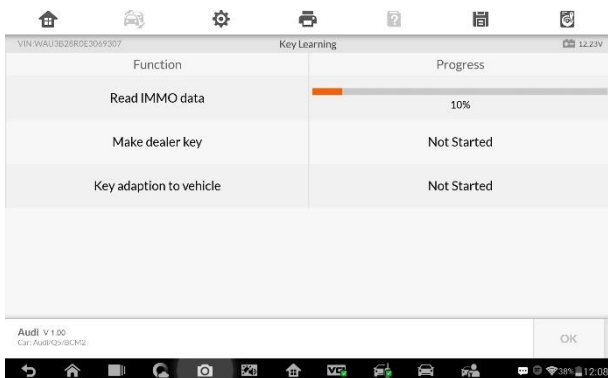 VIN:WAU3B28R0E3069307 Key Learning 12.23V
Function Progress
Read IMMO data 10%
Make dealer key Not Started
Key adaption to vehicle Not Started
Audi V 1.00
Car: Audi/Q5/BCM2
OK
38% 12:08